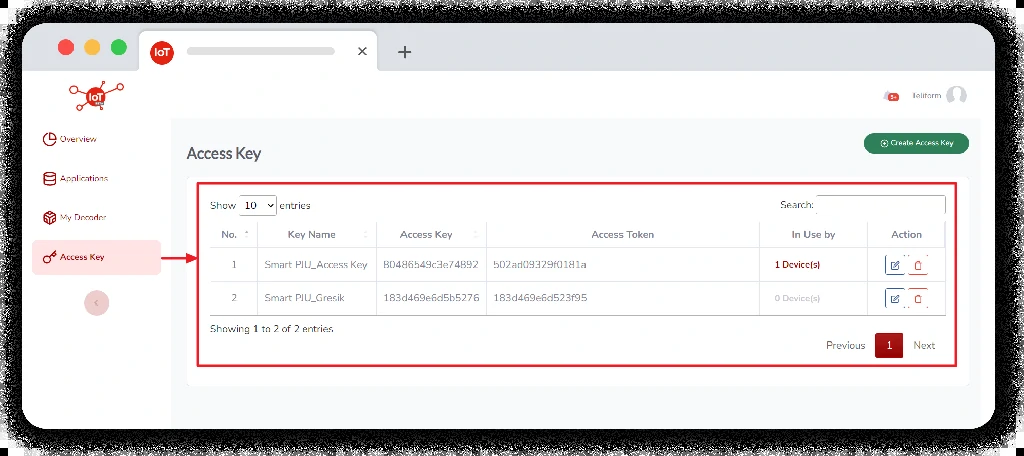 IoT
IoT
5+
Teliform
Overview
Applications
My Decoder
Access Key
Access Key
Create Access Key
Show 10 entries
Search:
No. Key Name Access Key Access Token In Use by Action
1 Smart PJU_Access Key 80486549c3e74892 502ad09329f0181a 1 Device(s)
2 Smart PJU_Gresik 183d469e6d5b5276 183d469e6d523f95 0 Device(s)
Showing 1 to 2 of 2 entries
Previous 1 Next